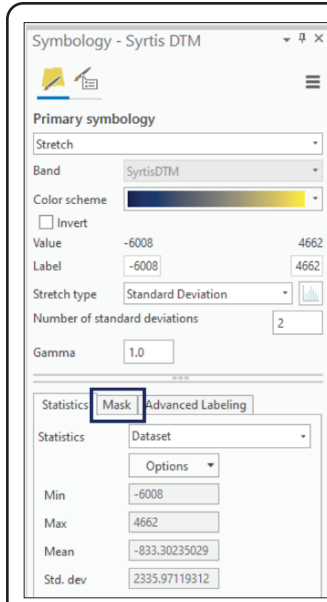 Symbology - Syrtis DTM
Primary symbology
Stretch
Band SyrtisDTM
Color scheme
Invert
Value -6008 4662
Label -6008 4662
Stretch type Standard Deviation
Number of standard deviations 2
Gamma 1.0
Statistics Mask Advanced Labeling
Statistics Dataset
Options
Min -6008
Max 4662
Mean -833.30235029
Std. dev 2335.97119312